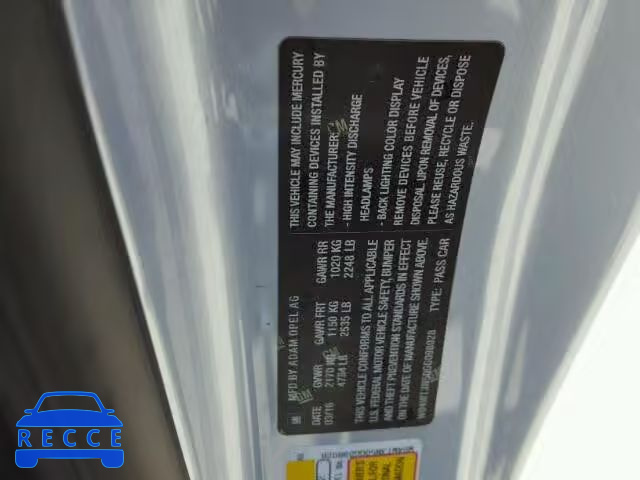 GM MFD BY ADAM OPEL AG
DATE GVWR GAWR FRT GAWR RR
03/16 2170 KG 1150 KG 1020 KG
4784 LB 2535 LB 2248 LB
THIS VEHICLE CONFORMS TO ALL APPLICABLE
U.S. FEDERAL MOTOR VEHICLE SAFETY, BUMPER
AND THEFT PREVENTION STANDARDS IN EFFECT
ON THE DATE OF MANUFACTURE SHOWN ABOVE.
TYPE: PASS CAR
THIS VEHICLE MAY INCLUDE MERCURY
CONTAINING DEVICES INSTALLED BY
THE MANUFACTURER:
- HIGH INTENSITY DISCHARGE
HEADLAMPS
- BACK LIGHTING COLOR DISPLAY
REMOVE DEVICES BEFORE VEHICLE
DISPOSAL. UPON REMOVAL OF DEVICES,
PLEASE REUSE, RECYCLE OR DISPOSE
AS HAZARDOUS WASTE.
RECCE